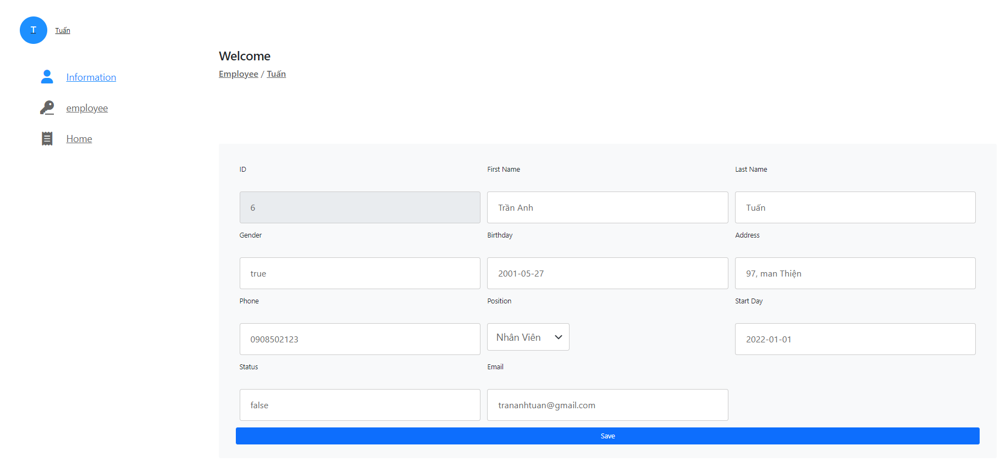 T Tuấn
Information
employee
Home
Welcome
Employee / Tuấn
ID First Name Last Name
6 Trần Anh Tuấn
Gender Birthday Address
true 2001-05-27 97, man Thiện
Phone Position Start Day
0908502123 Nhân Viên 2022-01-01
Status Email
false trananhtuan@gmail.com
Save